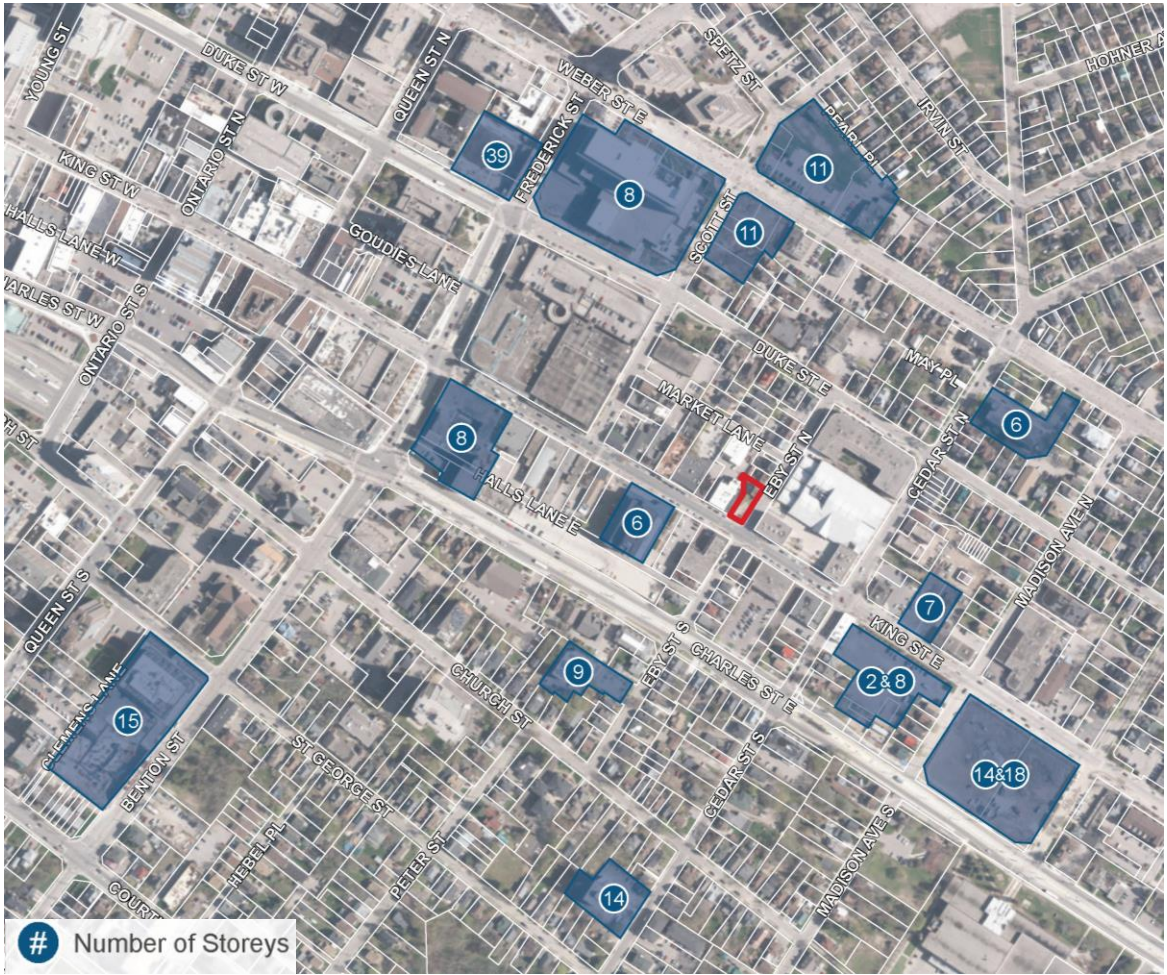 YOUNG ST
DUKE ST W
QUEEN ST N
WEBER ST E
SPETZ ST
HOHNER A
IRVIN ST
PEARL PL
FREDERICK ST
ONTARIO ST N
KING ST W
39
8
11
11
SCOTT ST
HALLS LANE W
GOUDIES LANE
CHARLES ST W
ONTARIO ST S
DUKE ST E
MAY PL
MARKET LANE
CEDAR ST N
6
8
EBY ST N
HALLS LANE E
6
MADISON AVE N
7
KING ST E
QUEEN ST S
EBY ST S
CHARLES ST E
9
2&8
CHURCH ST
CLEMENS LANE
15
BENTON ST
ST GEORGE ST
CEDAR ST S
14&18
HEBEL PL
PETER ST
MADISON AVE S
14
COURT
# Number of Storeys